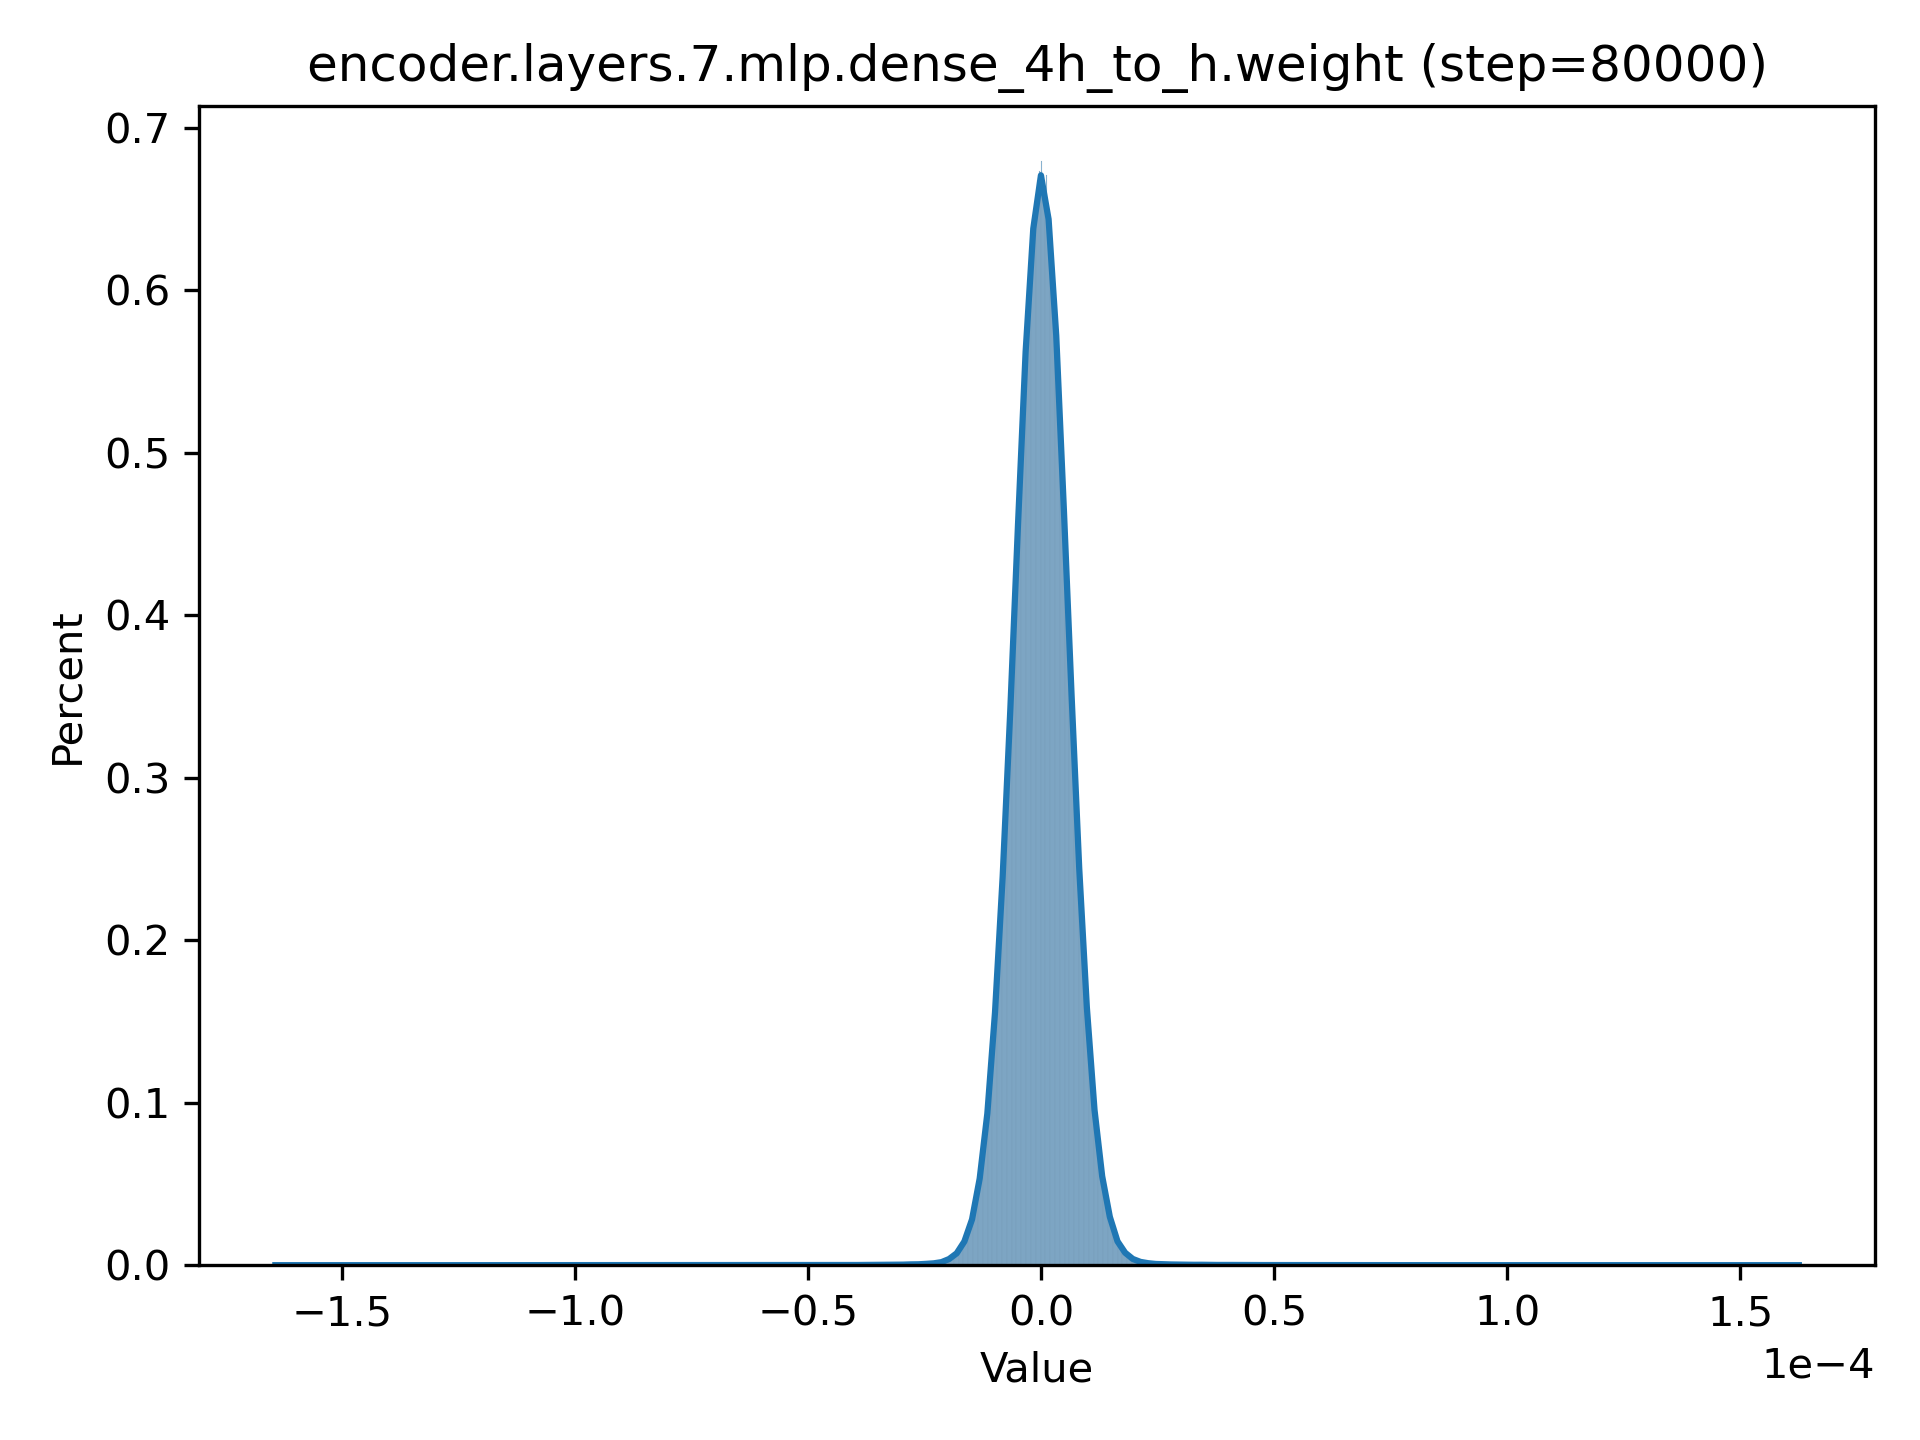 encoder.layers.7.mlp.dense_4h_to_h.weight (step=80000)
0.7
0.6
0.5
0.4
0.3
0.2
0.1
0.0
Percent
−1.5 −1.0 −0.5 0.0 0.5 1.0 1.5
Value
1e−4